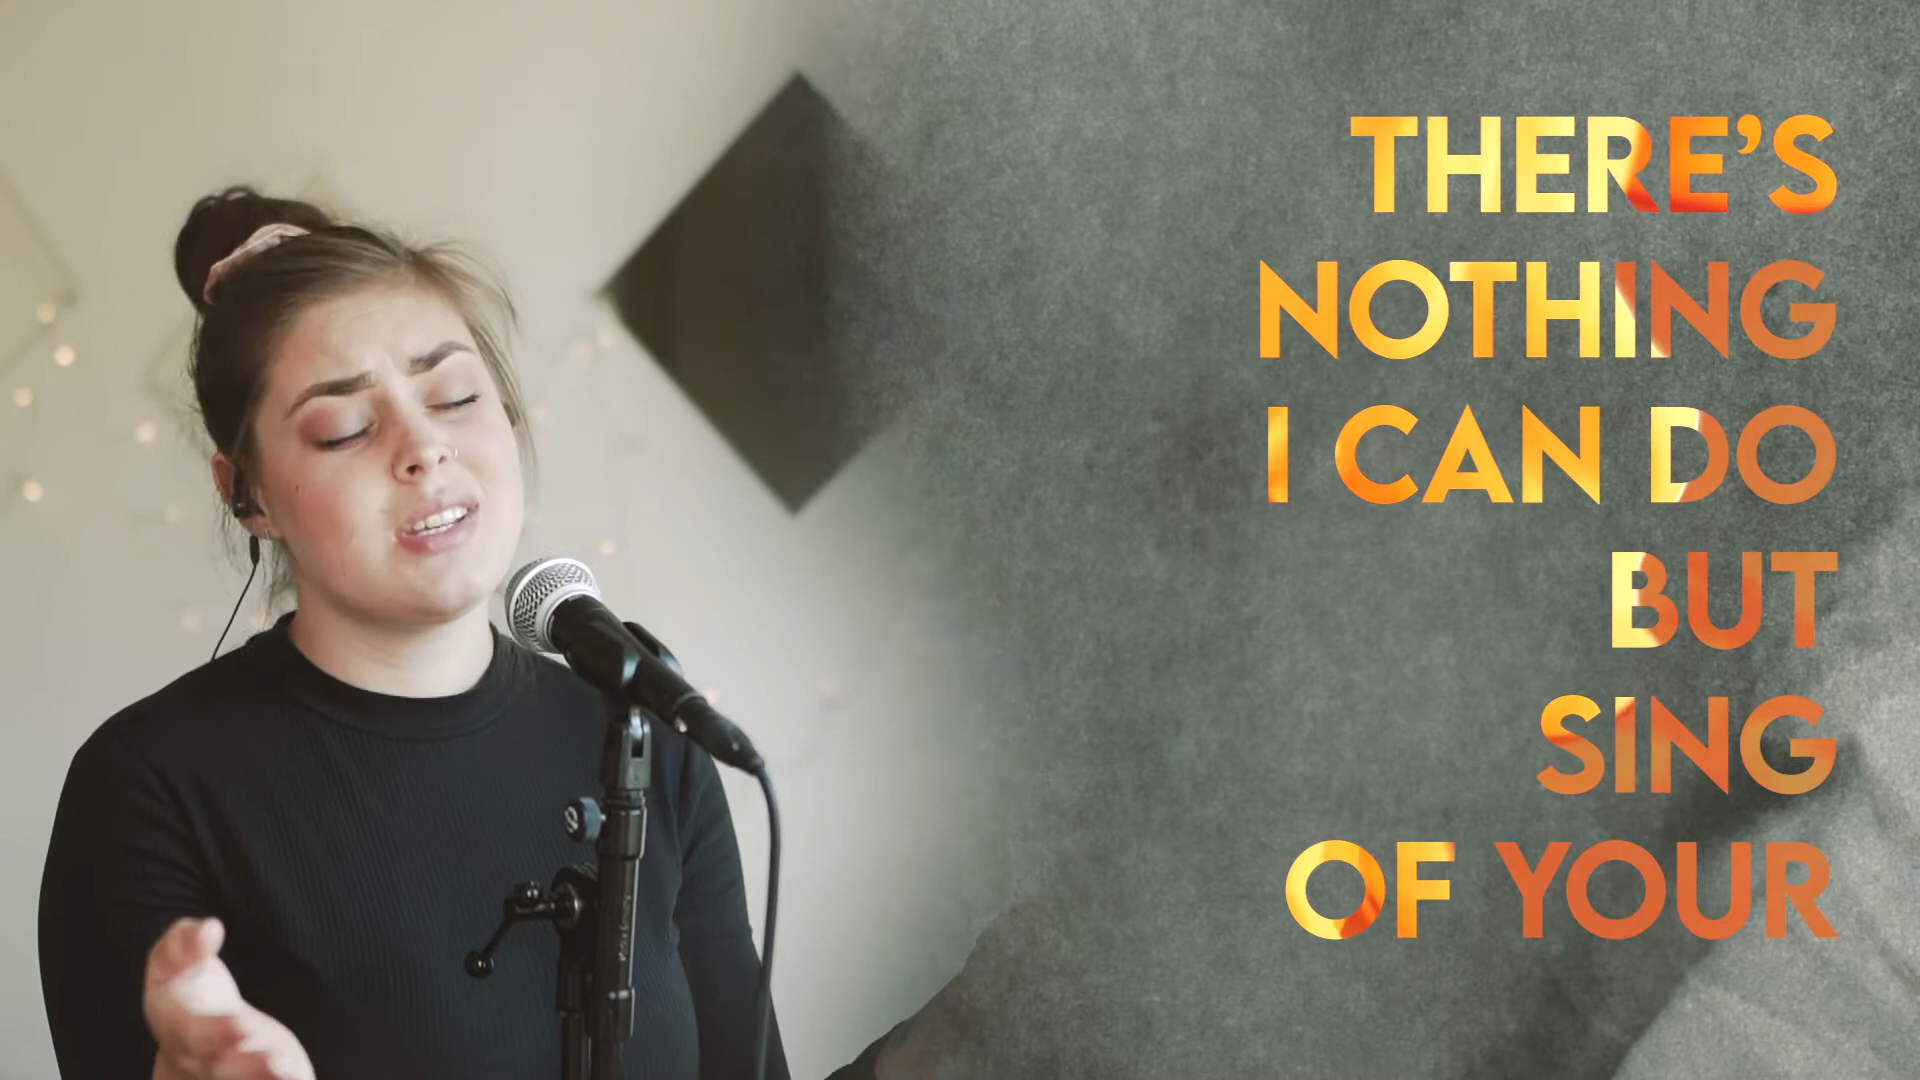 THERE’S
NOTHING
I CAN DO
BUT
SING
OF YOUR